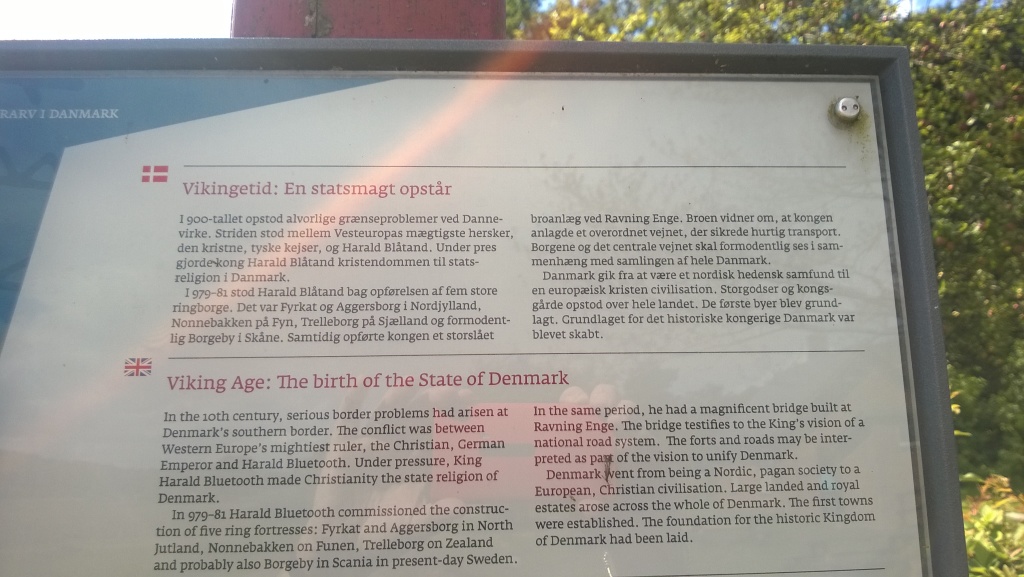 RARV I DANMARK
Vikingetid: En statsmagt opstår
I 900-tallet opstod alvorlige grænseproblemer ved Danne-
virke. Striden stod mellem Vesteuropas mægtigste hersker,
den kristne, tyske kejser, og Harald Blåtand. Under pres
gjorde kong Harald Blåtand kristendommen til stats-
religion i Danmark.
I 979-81 stod Harald Blåtand bag opførelsen af fem store
ringborge. Det var Fyrkat og Aggersborg i Nordjylland,
Nonnebakken på Fyn, Trelleborg på Sjælland og formodent-
lig Borgeby i Skåne. Samtidig opførte kongen et storslået
broanlæg ved Ravning Enge. Broen vidner om, at kongen
anlagde et overordnet vejnet, der sikrede hurtig transport.
Borgene og det centrale vejnet skal formodentlig ses i sam-
menhæng med samlingen af hele Danmark.
Danmark gik fra at være et nordisk hedensk samfund til
en europæisk kristen civilisation. Storgodser og kongs-
gårde opstod over hele landet. De første byer blev grund-
lagt. Grundlaget for det historiske kongerige Danmark var
blevet skabt.
Viking Age: The birth of the State of Denmark
In the 10th century, serious border problems had arisen at
Denmark's southern border. The conflict was between
Western Europe's mightiest ruler, the Christian, German
Emperor and Harald Bluetooth. Under pressure, King
Harald Bluetooth made Christianity the state religion of
Denmark.
In 979-81 Harald Bluetooth commissioned the construc-
tion of five ring fortresses: Fyrkat and Aggersborg in North
Jutland, Nonnebakken on Funen, Trelleborg on Zealand
and probably also Borgeby in Scania in present-day Sweden.
In the same period, he had a magnificent bridge built at
Ravning Enge. The bridge testifies to the King's vision of a
national road system. The forts and roads may be inter-
preted as part of the vision to unify Denmark.
Denmark went from being a Nordic, pagan society to a
European, Christian civilisation. Large landed and royal
estates arose across the whole of Denmark. The first towns
were established. The foundation for the historic Kingdom
of Denmark had been laid.